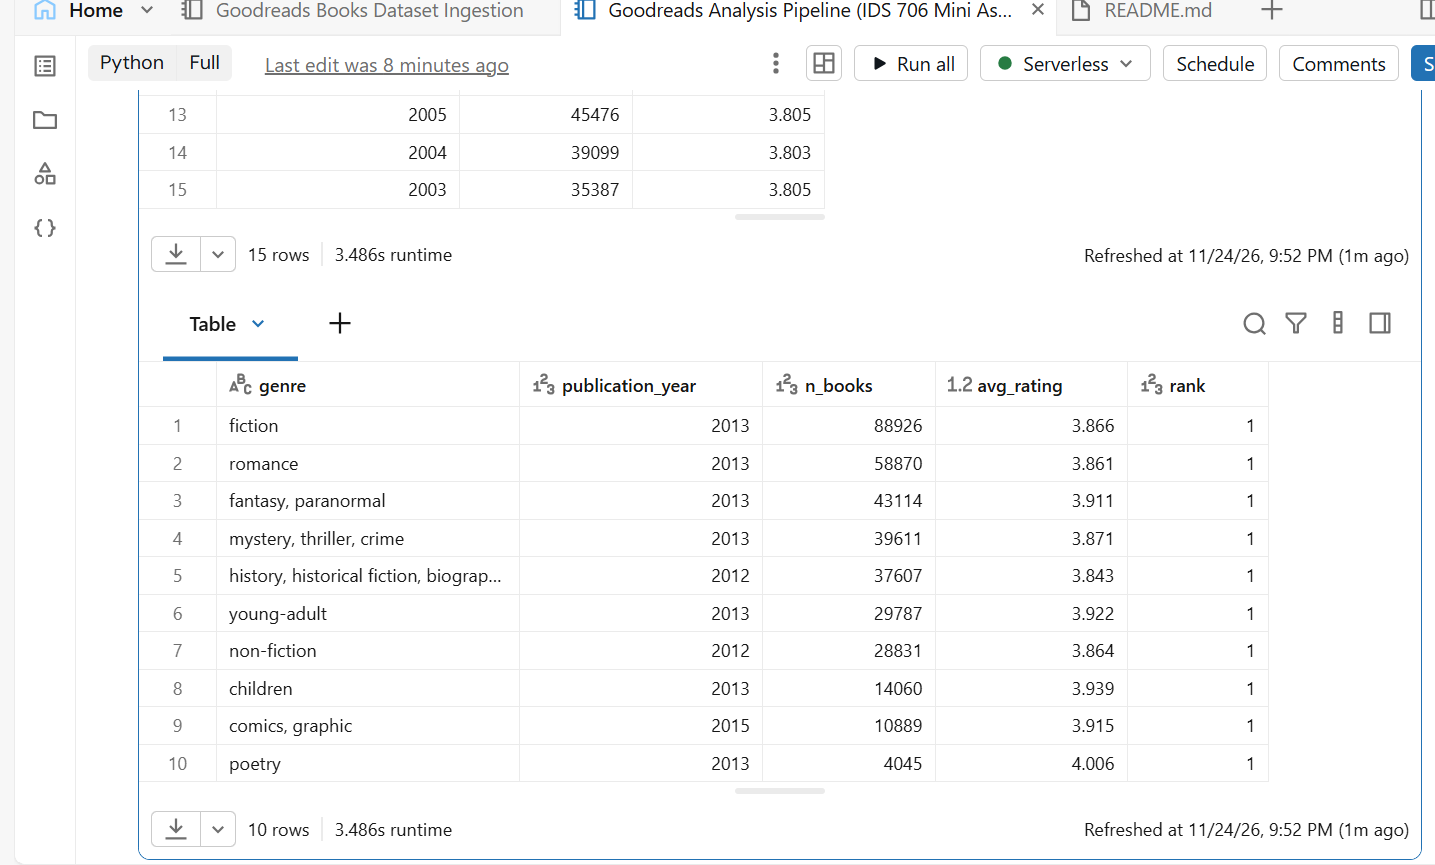 Home Goodreads Books Dataset Ingestion Goodreads Analysis Pipeline (IDS 706 Mini As... README.md
Python Full Last edit was 8 minutes ago Run all Serverless Schedule Comments S
13 2005 45476 3.805
14 2004 39099 3.803
15 2003 35387 3.805
15 rows 3.486s runtime Refreshed at 11/24/26, 9:52 PM (1m ago)
Table
genre publication_year n_books 1.2 avg_rating rank
1 fiction 2013 88926 3.866 1
2 romance 2013 58870 3.861 1
3 fantasy, paranormal 2013 43114 3.911 1
4 mystery, thriller, crime 2013 39611 3.871 1
5 history, historical fiction, biograp... 2012 37607 3.843 1
6 young-adult 2013 29787 3.922 1
7 non-fiction 2012 28831 3.864 1
8 children 2013 14060 3.939 1
9 comics, graphic 2015 10889 3.915 1
10 poetry 2013 4045 4.006 1
10 rows 3.486s runtime Refreshed at 11/24/26, 9:52 PM (1m ago)